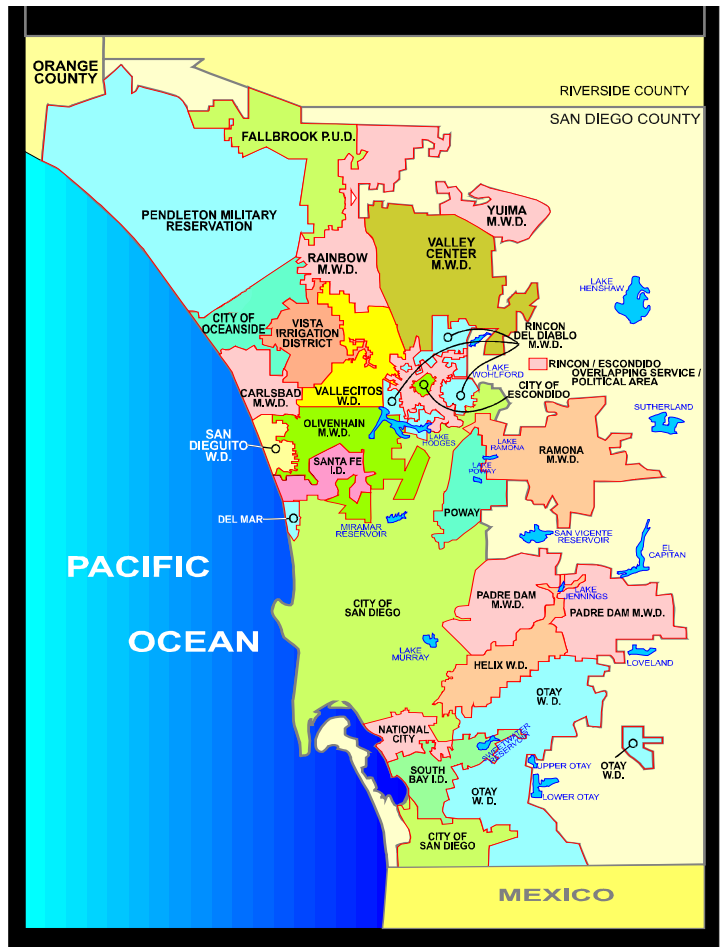 ORANGE
COUNTY
RIVERSIDE COUNTY
SAN DIEGO COUNTY
FALLBROOK P.U.D.
PENDLETON MILITARY
RESERVATION
YUIMA
M.W.D.
VALLEY
CENTER
M.W.D.
RAINBOW
M.W.D.
LAKE
HENSHAW
CITY OF
OCEANSIDE
VISTA
IRRIGATION
DISTRICT
RINCON
DEL DIABLO
M.W.D.
RINCON / ESCONDIDO
OVERLAPPING SERVICE /
POLITICAL AREA
LAKE
WOHLFORD
CITY OF
ESCONDIDO
CARLSBAD
M.W.D.
VALLECITOS
W.D.
SUTHERLAND
OLIVENHAIN
M.W.D.
SAN
DIEGUITO
W.D.
LAKE
HODGES
LAKE
RAMONA
RAMONA
M.W.D.
SANTA FE
I.D.
LAKE
POWAY
POWAY
DEL MAR
MIRAMAR
RESERVOIR
SAN VICENTE
RESERVOIR
EL
CAPITAN
PACIFIC
OCEAN
CITY OF
SAN DIEGO
PADRE DAM
M.W.D.
LAKE
JENNINGS
PADRE DAM M.W.D.
LAKE
MURRAY
LOVELAND
HELIX W.D.
OTAY
W. D.
NATIONAL
CITY
SWEETWATER
RESERVOIR
SOUTH
BAY I.D.
OTAY
W. D.
UPPER OTAY
LOWER OTAY
OTAY
W.D.
CITY OF
SAN DIEGO
MEXICO